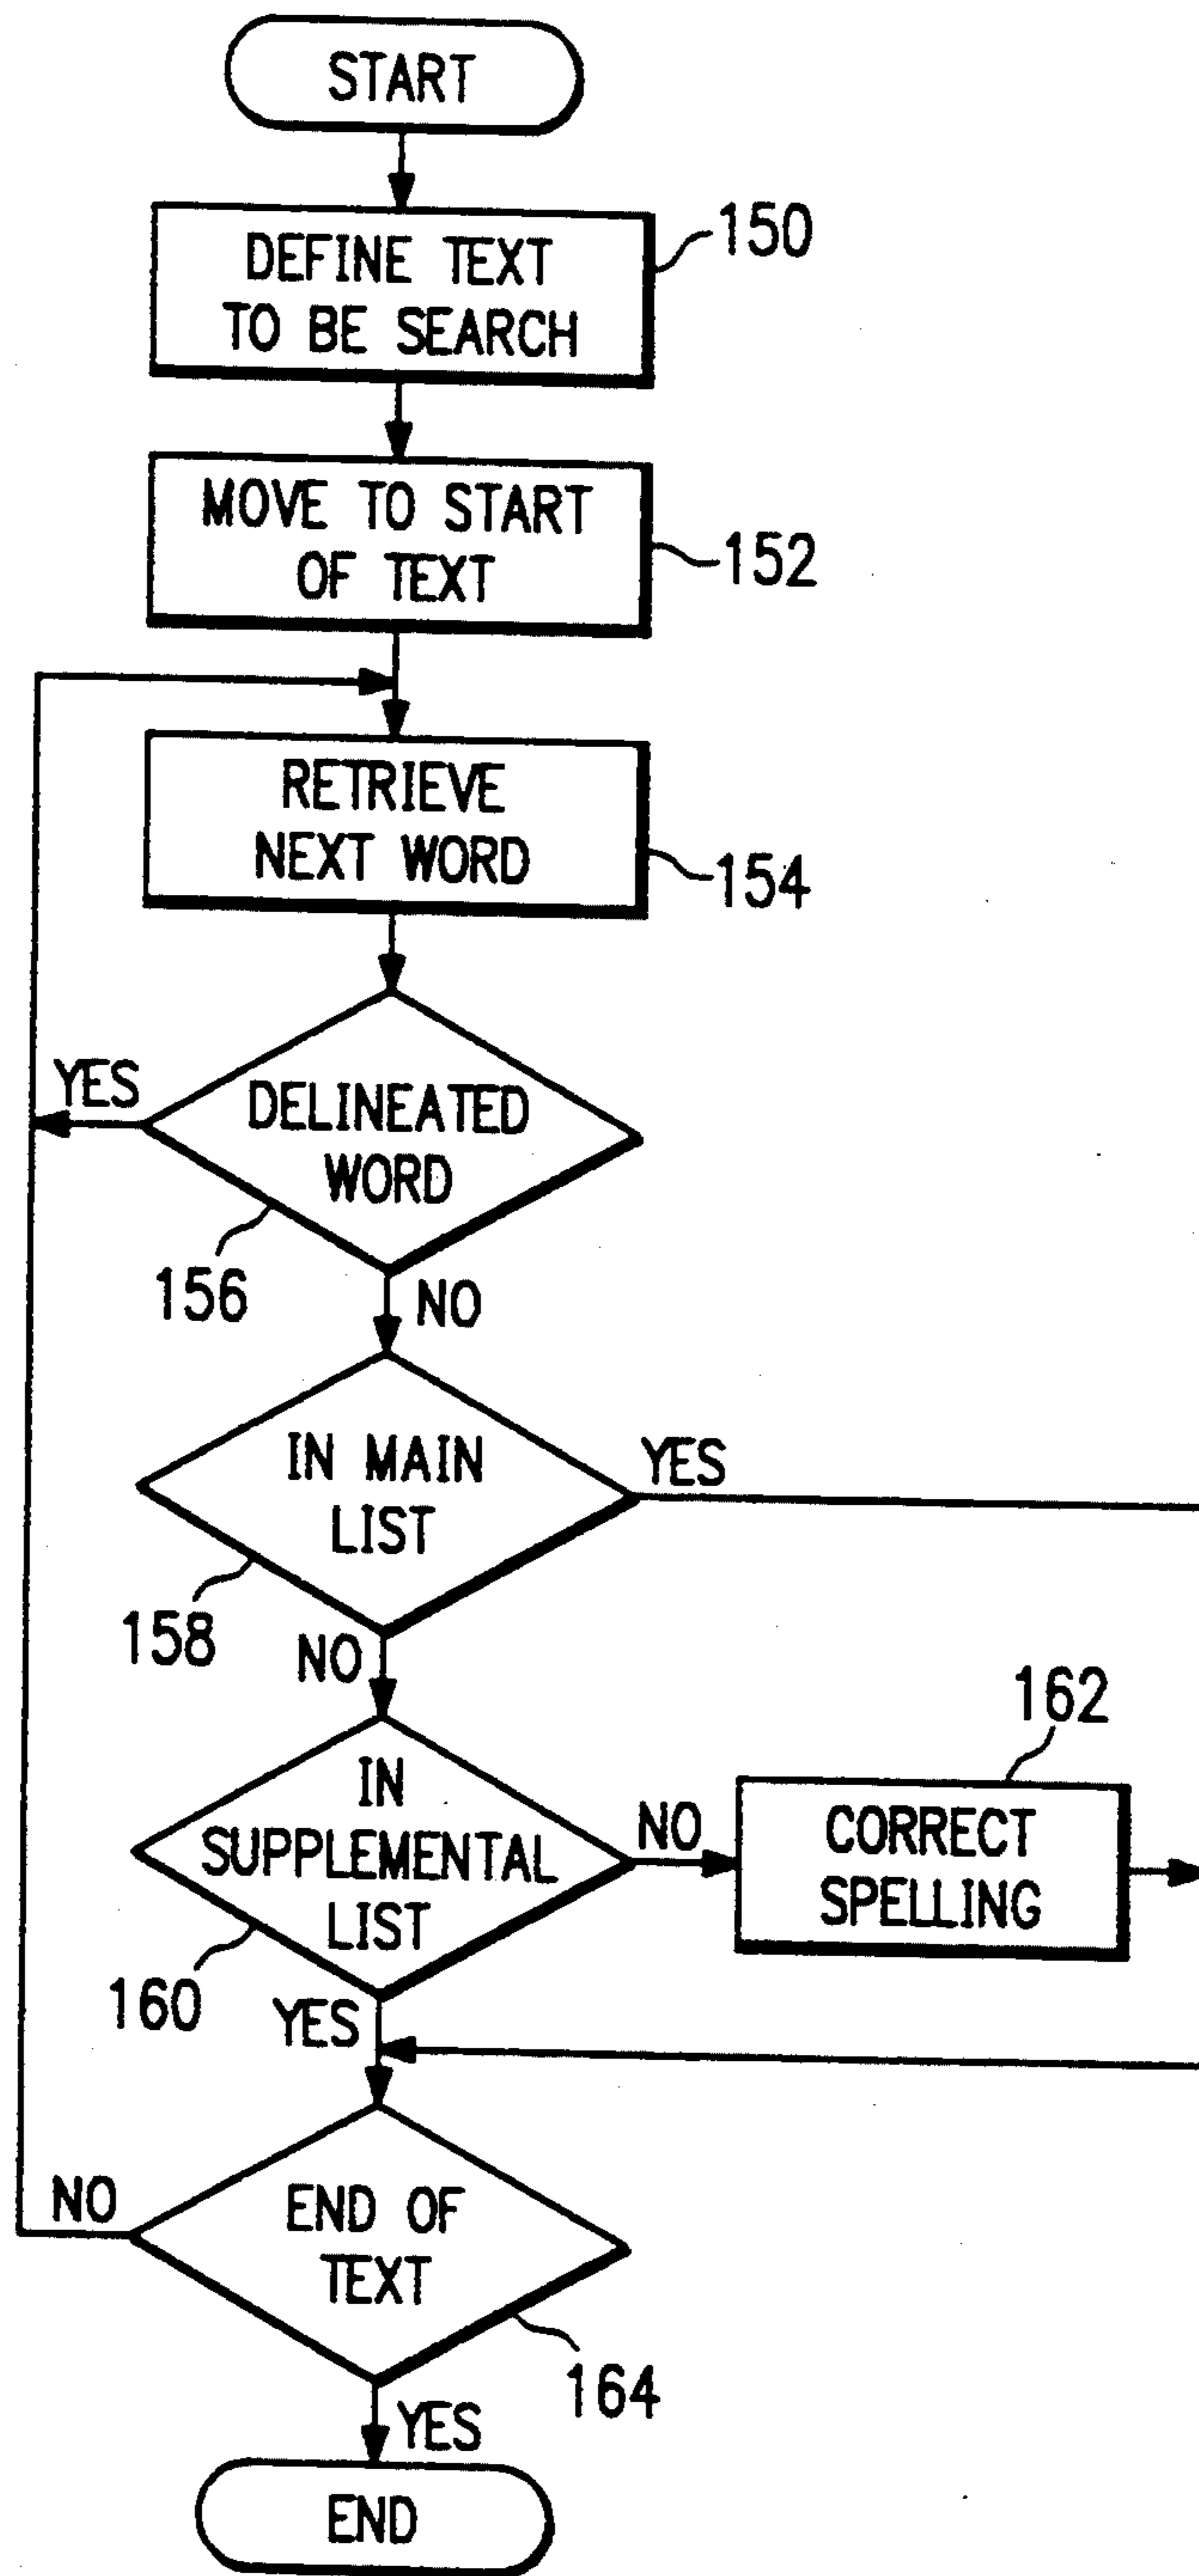 START
DEFINE TEXT
TO BE SEARCH
150
MOVE TO START
OF TEXT
152
RETRIEVE
NEXT WORD
154
YES
DELINEATED
WORD
156
NO
IN MAIN
LIST
YES
158
NO
162
IN
SUPPLEMENTAL
LIST
NO
CORRECT
SPELLING
160
YES
NO
END OF
TEXT
164
YES
END